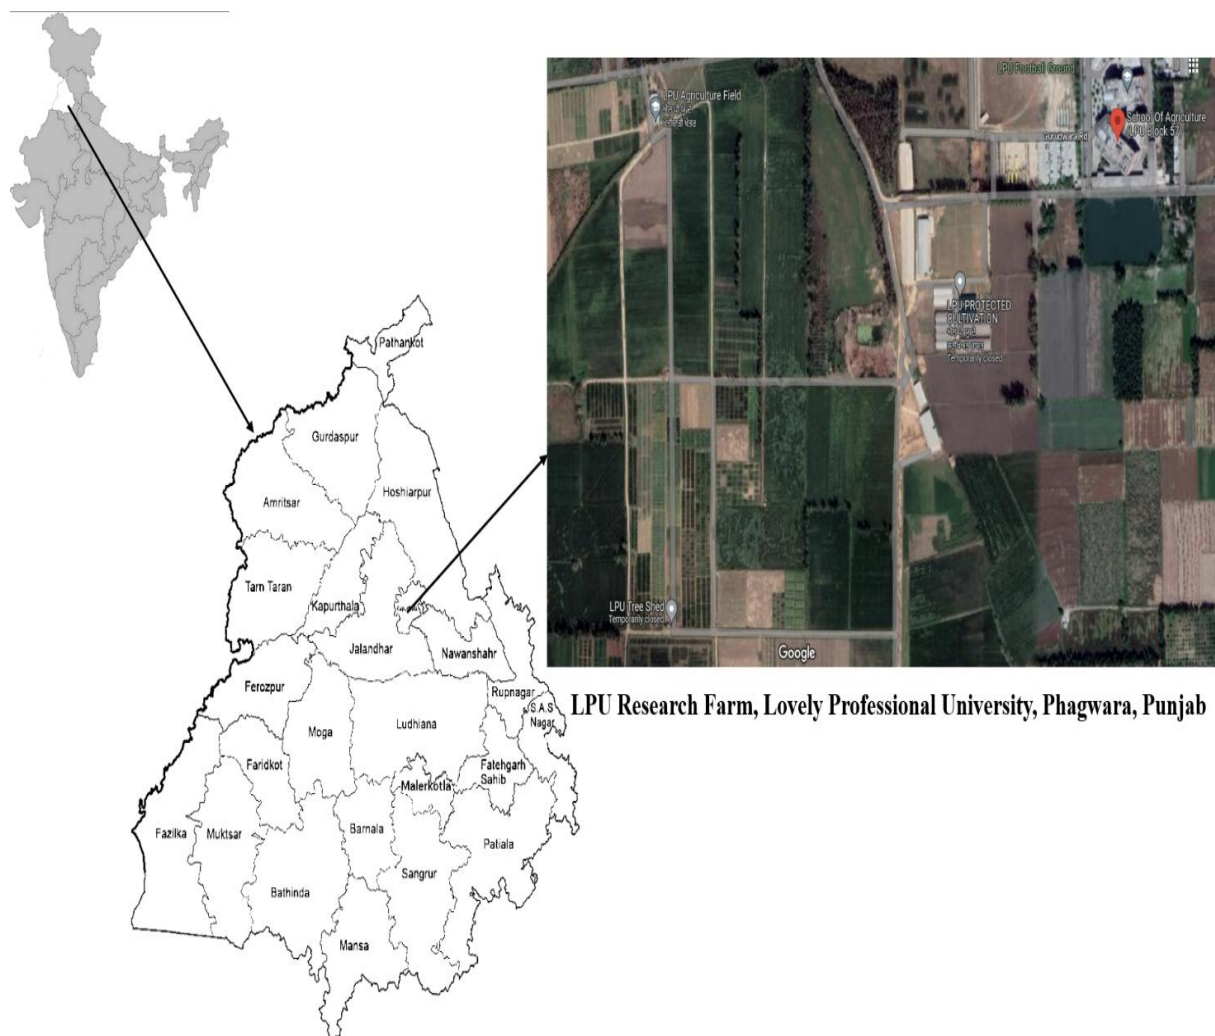 Pathankot
Gurdaspur
Hoshiarpur
Amritsar
Tarn Taran
Kapurthala
Jalandhar
Nawanshahr
Ferozpur
Rupnagar
S.A.S
Nagar
Moga
Ludhiana
Faridkot
Fatehgarh
Sahib
Malerkotla
Fazilka
Muktsar
Barnala
Patiala
Sangrur
Bathinda
Mansa
LPU Football Ground
LPU Agriculture Field
School Of Agriculture
LPU Block 57
Gurudwara Rd
LPU PROTECTED
CULTIVATION
Temporarily closed
LPU Tree Shed
Temporarily closed
Google
LPU Research Farm, Lovely Professional University, Phagwara, Punjab